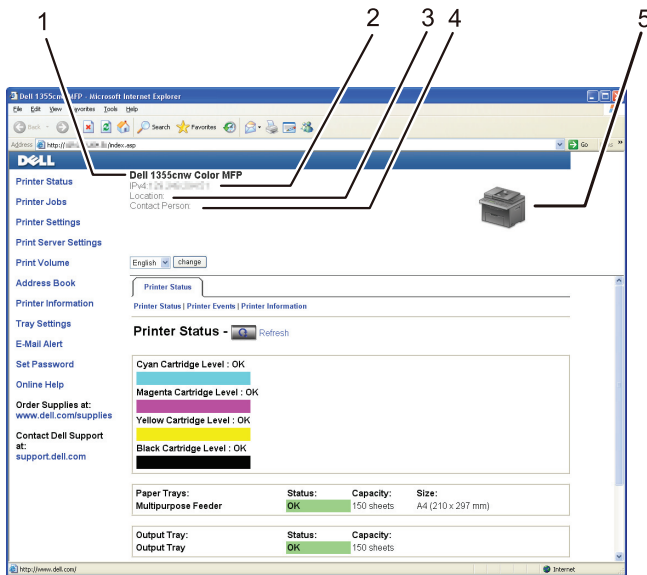 1 2 3 4 5
Dell 1355cnw MFP - Microsoft Internet Explorer
File Edit View Favorites Tools Help
Back Search Favorites
Address http:// /index.asp Go
DELL
Dell 1355cnw Color MFP
IPv4:
Location:
Contact Person:
Printer Status
Printer Jobs
Printer Settings
Print Server Settings
Print Volume
Address Book
Printer Information
Tray Settings
E-Mail Alert
Set Password
Online Help
Order Supplies at:
www.dell.com/supplies
Contact Dell Support
at:
support.dell.com
English change
Printer Status
Printer Status | Printer Events | Printer Information
Printer Status - Refresh
Cyan Cartridge Level : OK
Magenta Cartridge Level : OK
Yellow Cartridge Level : OK
Black Cartridge Level : OK
Paper Trays: Status: Capacity: Size:
Multipurpose Feeder OK 150 sheets A4 (210 x 297 mm)
Output Tray: Status: Capacity:
Output Tray OK 150 sheets
http://www.dell.com/ Internet